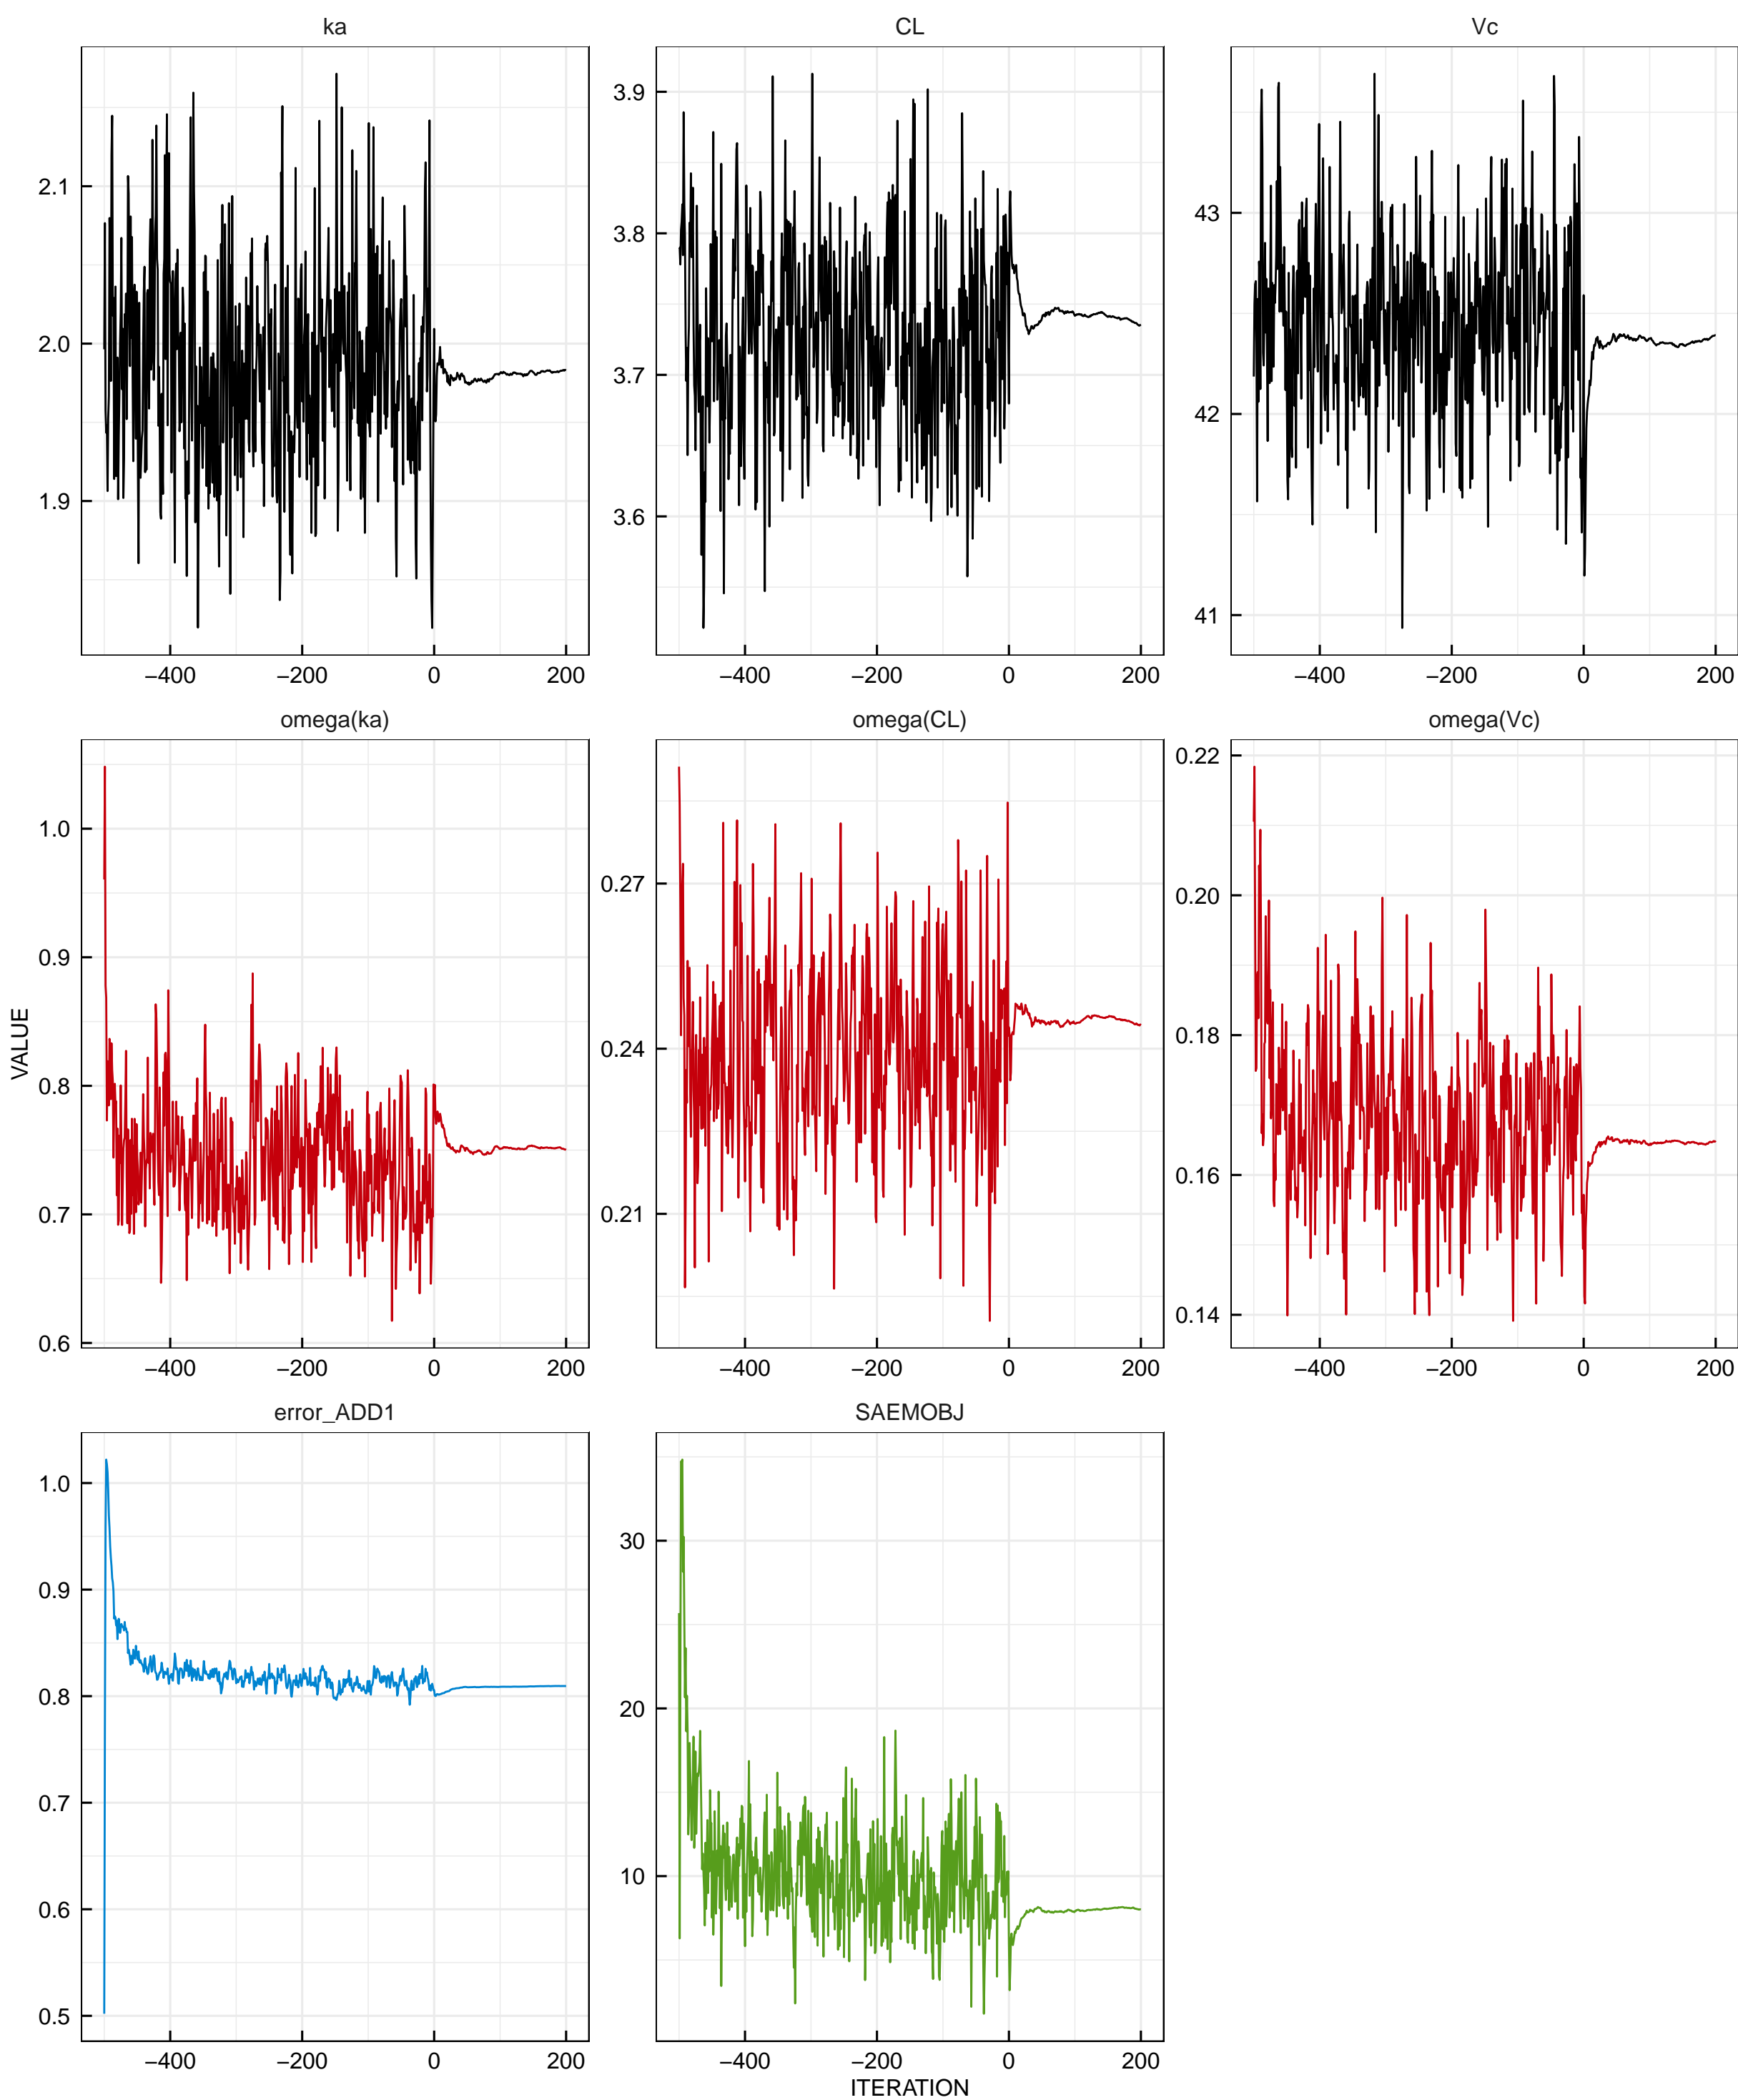 ka CL Vc
2.1 3.9 43
2.0 3.8 42
1.9 3.7 41
3.6
−400 −200 0 200 −400 −200 0 200 −400 −200 0 200
omega(ka) omega(CL) omega(Vc)
VALUE
1.0 0.27 0.22
0.9 0.24 0.20
0.8 0.21 0.18
0.7 0.16
0.6 0.14
−400 −200 0 200 −400 −200 0 200 −400 −200 0 200
error_ADD1 SAEMOBJ
1.0 30
0.9 20
0.8 10
0.7
0.6
0.5
−400 −200 0 200 −400 −200 0 200
ITERATION